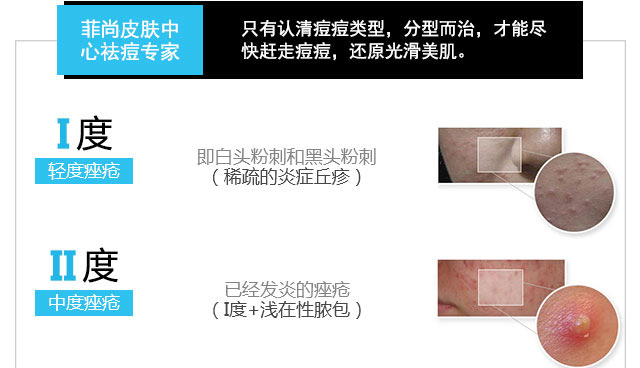 菲尚皮肤中
心祛痘专家
只有认清痘痘类型，分型而治，才能尽
快赶走痘痘，还原光滑美肌。
I度
轻度痤疮
即白头粉刺和黑头粉刺
（稀疏的炎症丘疹）
II度
中度痤疮
已经发炎的痤疮
（I度+浅在性脓包）